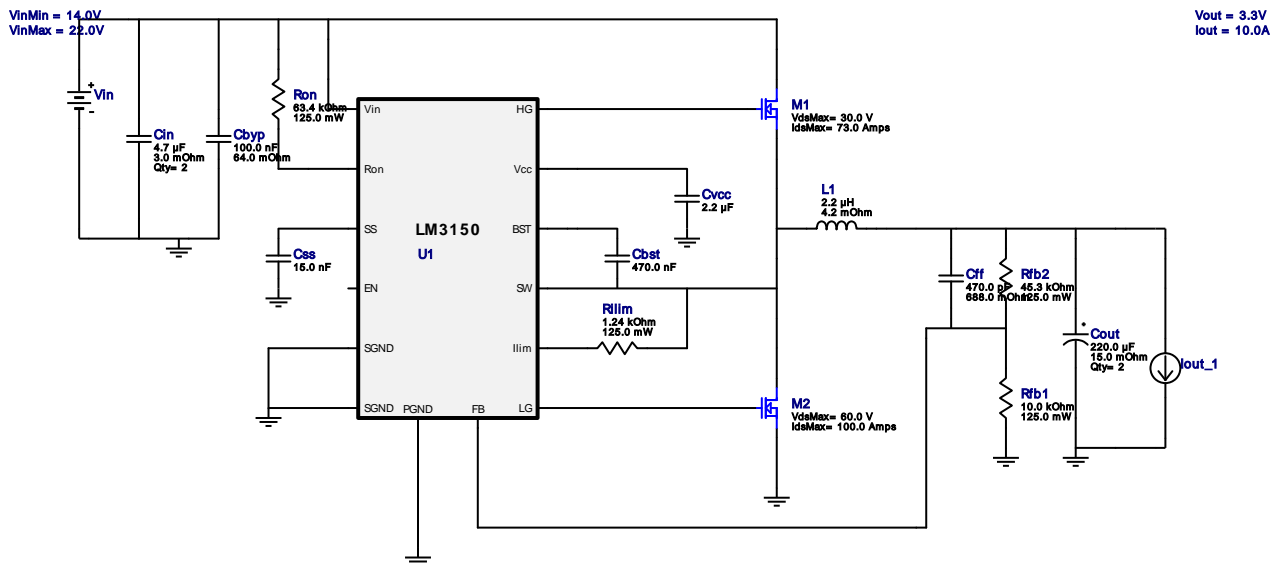 VinMin = 14.0V
VinMax = 22.0V
Vout = 3.3V
Iout = 10.0A
Vin
Cin
4.7 µF
3.0 mOhm
Qty= 2
Cbyp
100.0 nF
64.0 mOhm
Ron
63.4 kOhm
125.0 mW
Css
15.0 nF
Vin
Ron
SS
EN
SGND
SGND
PGND
FB
HG
Vcc
BST
SW
Ilim
LG
LM3150
U1
Cvcc
2.2 µF
Cbst
470.0 nF
Rilim
1.24 kOhm
125.0 mW
M1
VdsMax= 30.0 V
IdsMax= 73.0 Amps
L1
2.2 µH
4.2 mOhm
M2
VdsMax= 60.0 V
IdsMax= 100.0 Amps
Cff
470.0 pF
688.0 mOhm
Rfb2
45.3 kOhm
125.0 mW
Rfb1
10.0 kOhm
125.0 mW
Cout
220.0 µF
15.0 mOhm
Qty= 2
Iout_1